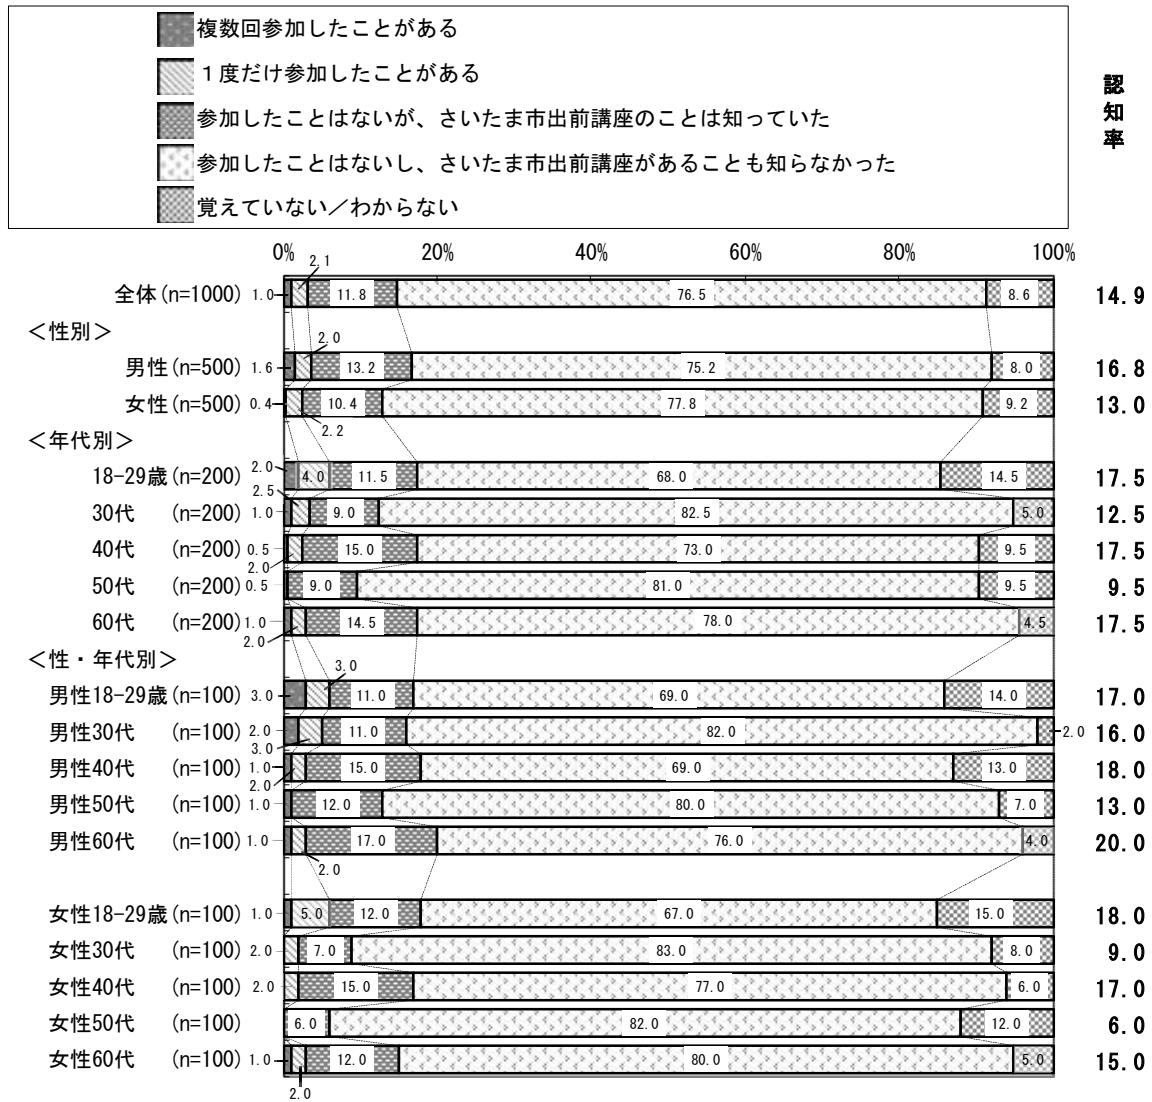 複数回参加したことがある
１度だけ参加したことがある
参加したことはないが、さいたま市出前講座のことは知っていた
参加したことはないし、さいたま市出前講座があることも知らなかった
覚えていない／わからない
認知率
0% 20% 40% 60% 80% 100%
全体(n=1000) 1.0 2.1 11.8 76.5 8.6 14.9
＜性別＞
男性(n=500) 1.6 2.0 13.2 75.2 8.0 16.8
女性(n=500) 0.4 2.2 10.4 77.8 9.2 13.0
＜年代別＞
18-29歳(n=200) 2.0 4.0 11.5 68.0 14.5 17.5
30代 (n=200) 1.0 2.5 9.0 82.5 5.0 12.5
40代 (n=200) 0.5 2.0 15.0 73.0 9.5 17.5
50代 (n=200) 0.5 9.0 81.0 9.5 9.5
60代 (n=200) 1.0 2.0 14.5 78.0 4.5 17.5
＜性・年代別＞
男性18-29歳(n=100) 3.0 3.0 11.0 69.0 14.0 17.0
男性30代 (n=100) 2.0 3.0 11.0 82.0 2.0 16.0
男性40代 (n=100) 1.0 2.0 15.0 69.0 13.0 18.0
男性50代 (n=100) 1.0 12.0 80.0 7.0 13.0
男性60代 (n=100) 1.0 2.0 17.0 76.0 4.0 20.0
女性18-29歳(n=100) 1.0 5.0 12.0 67.0 15.0 18.0
女性30代 (n=100) 2.0 7.0 83.0 8.0 9.0
女性40代 (n=100) 2.0 15.0 77.0 6.0 17.0
女性50代 (n=100) 6.0 82.0 12.0 6.0
女性60代 (n=100) 1.0 2.0 12.0 80.0 5.0 15.0